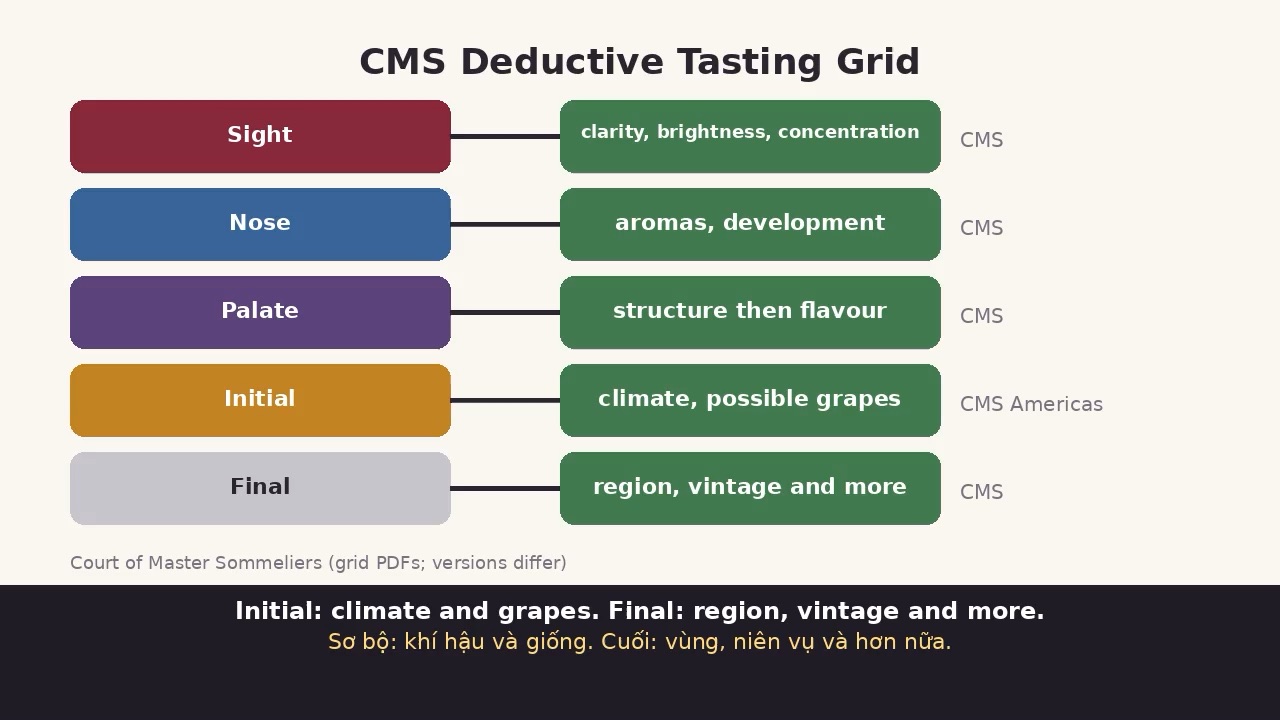 CMS Deductive Tasting Grid
Sight
clarity, brightness, concentration
CMS
Nose
aromas, development
CMS
Palate
structure then flavour
CMS
Initial
climate, possible grapes
CMS Americas
Final
region, vintage and more
CMS
Court of Master Sommeliers (grid PDFs; versions differ)
Initial: climate and grapes. Final: region, vintage and more.
Sơ bộ: khí hậu và giống. Cuối: vùng, niên vụ và hơn nữa.